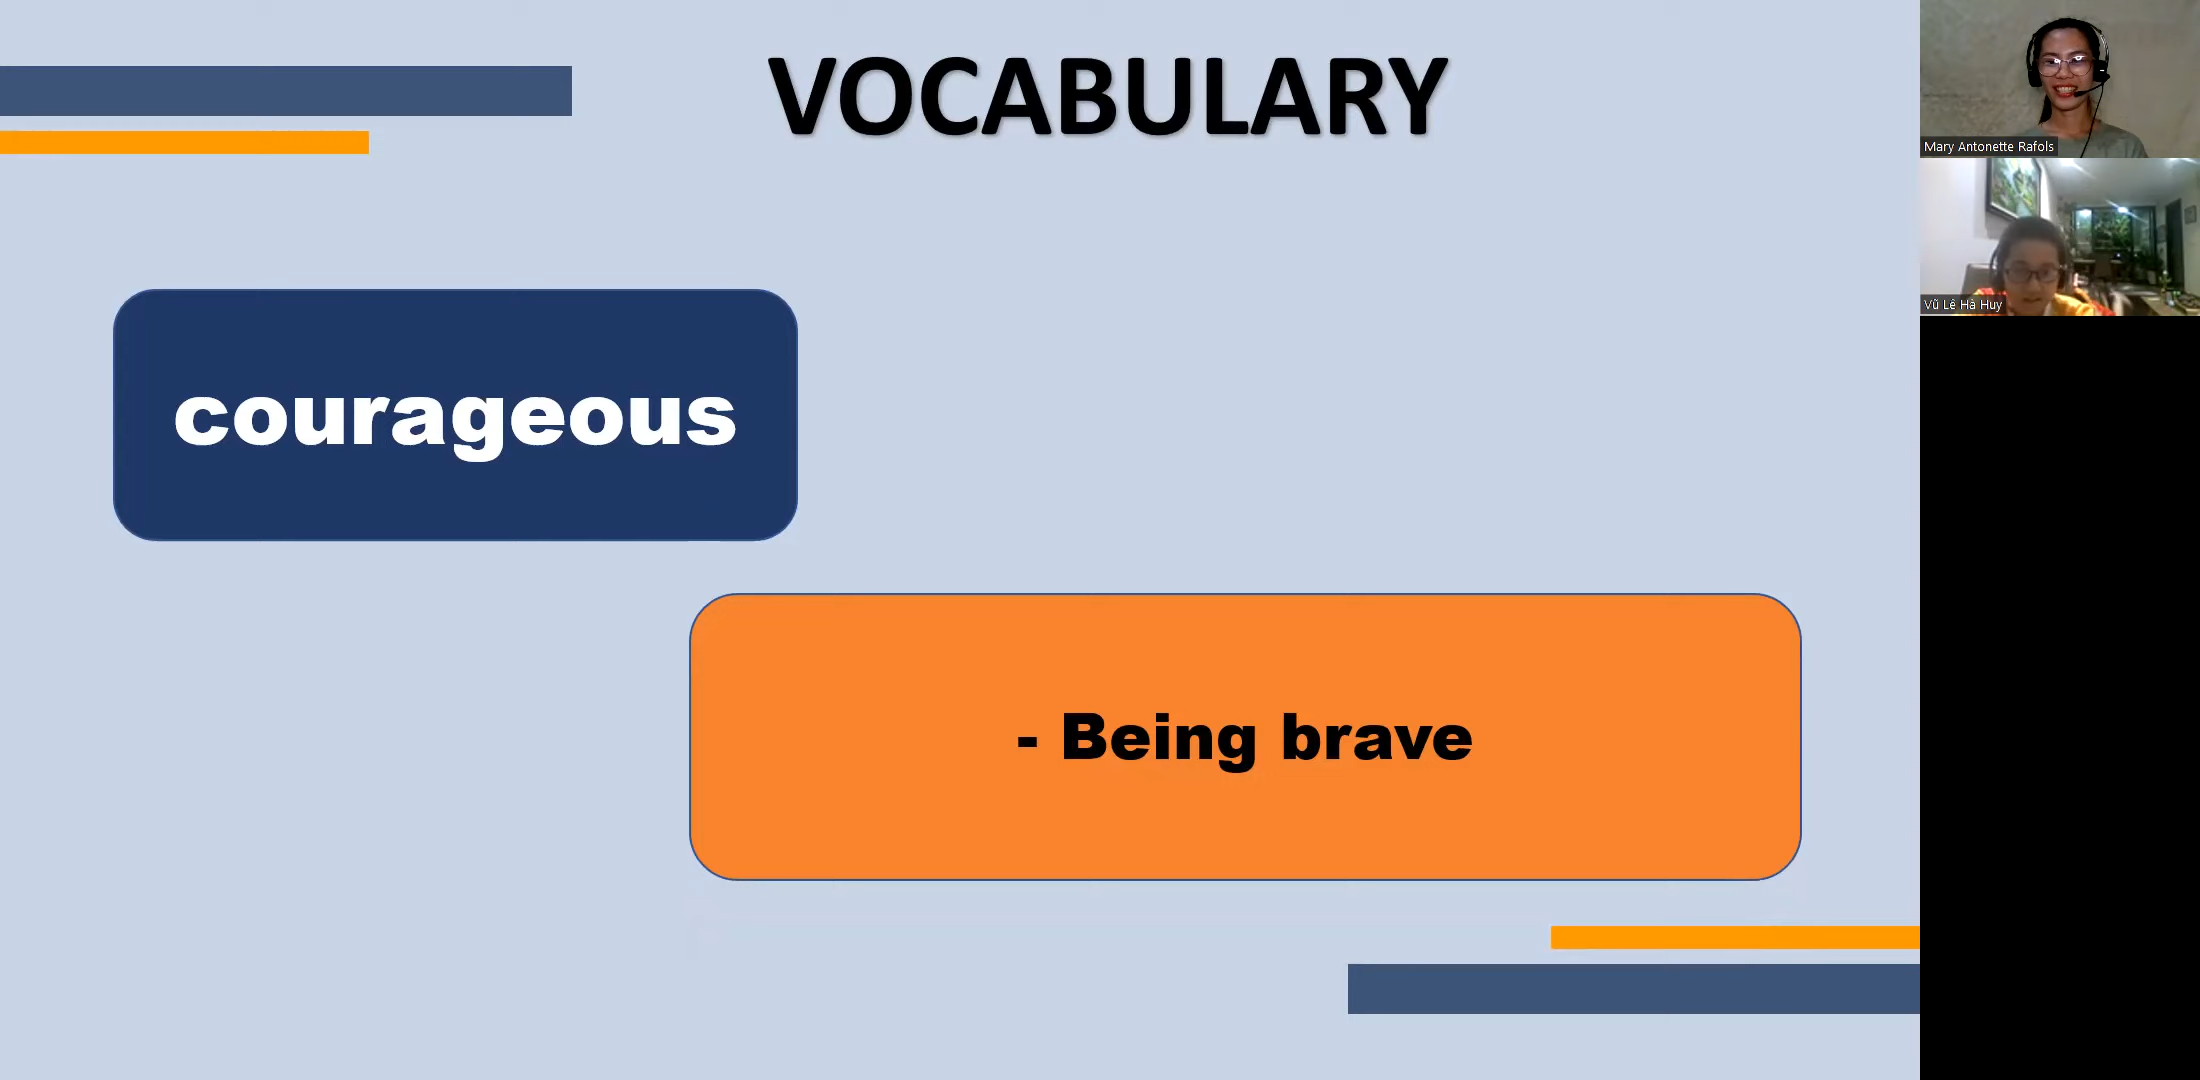 VOCABULARY
courageous
- Being brave
Mary Antonette Rafols
Vũ Lê Hà Huy